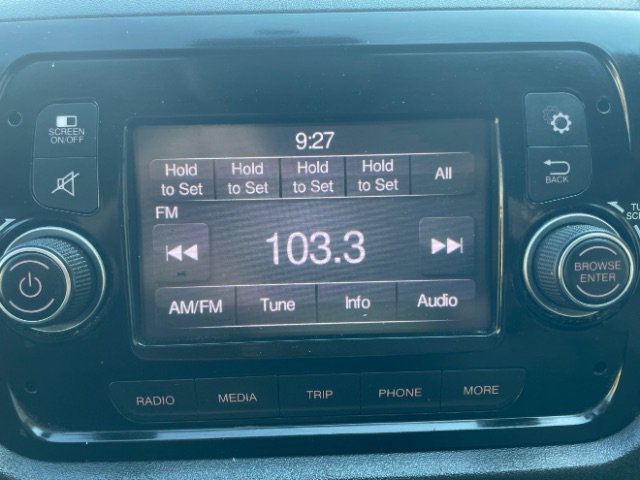 9:27
SCREEN
ON/OFF
Hold
to Set
Hold
to Set
Hold
to Set
Hold
to Set
All
BACK
FM
103.3
BROWSE
ENTER
AM/FM
Tune
Info
Audio
RADIO
MEDIA
TRIP
PHONE
MORE